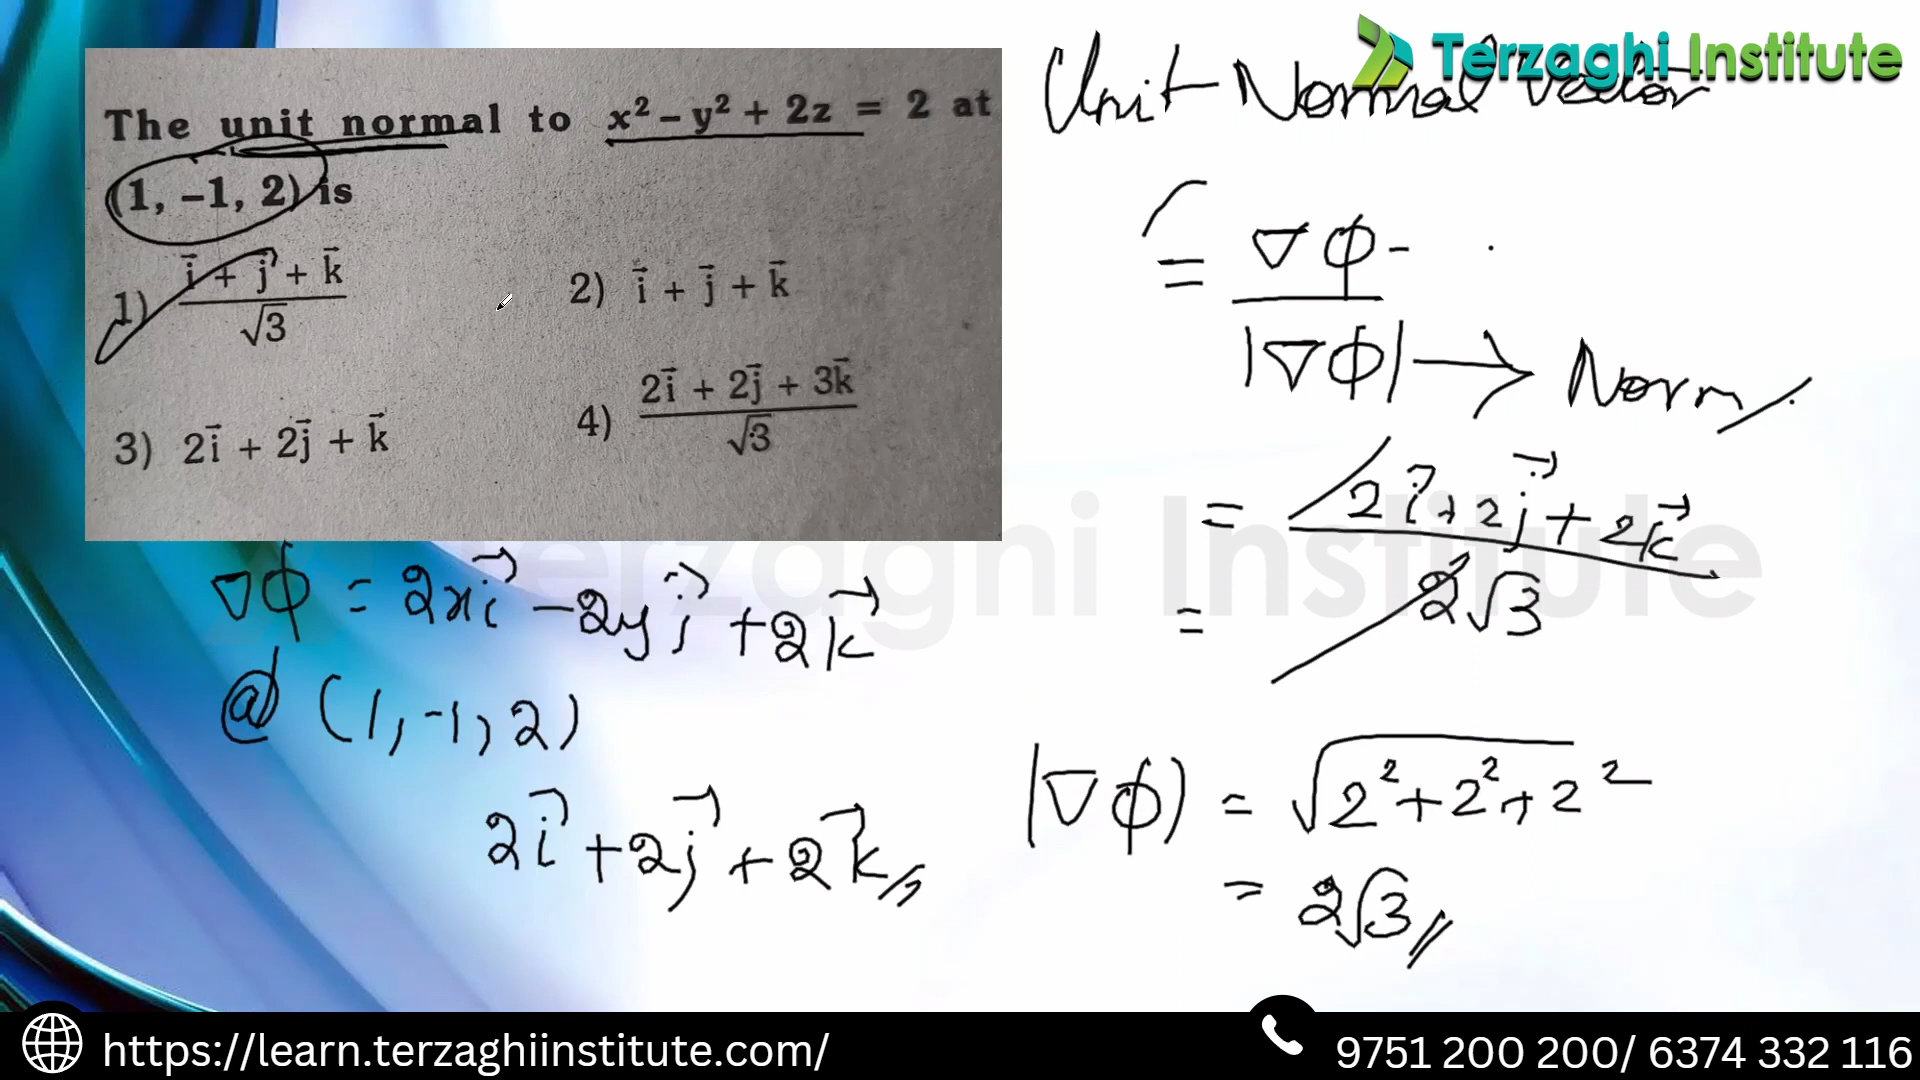 Terzaghi Institute
Unit Normal Vector
The unit normal to x² – y² + 2z = 2 at
(1, –1, 2) is
1) (i⃗ + j⃗ + k⃗)/√3
2) i⃗ + j⃗ + k⃗
3) 2i⃗ + 2j⃗ + k⃗
4) (2i⃗ + 2j⃗ + 3k⃗)/√3
= ∇ϕ
|∇ϕ| → Norm
= 2i⃗ + 2j⃗ + 2k⃗
2√3
=
∇ϕ = 2xi⃗ – 2yj⃗ + 2k⃗
@ (1, -1, 2)
2i⃗ + 2j⃗ + 2k⃗
|∇ϕ| = √2² + 2² + 2²
= 2√3
Terzaghi Institute
https://learn.terzaghiinstitute.com/
9751 200 200/ 6374 332 116